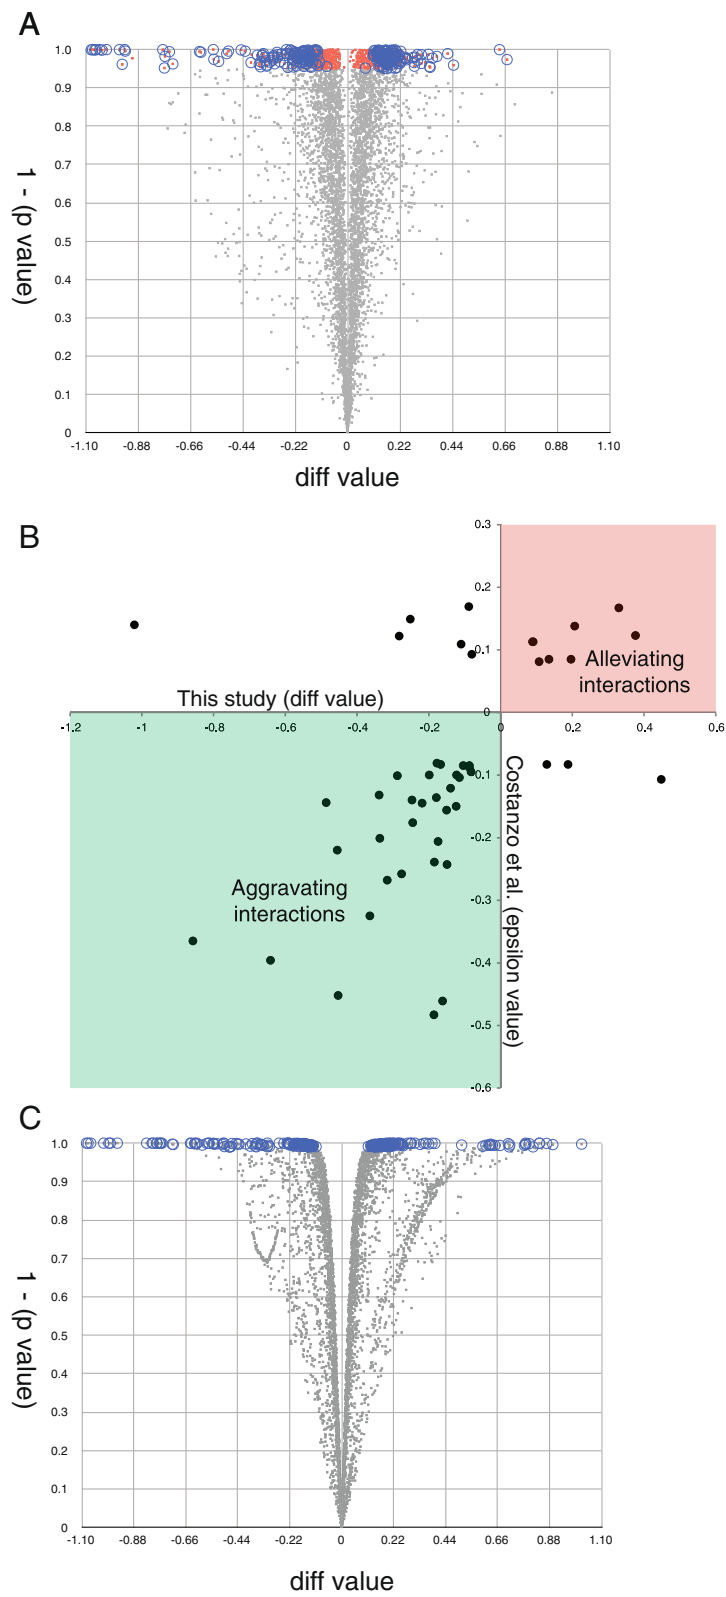 A
1.0
0.9
0.8
0.7
0.6
0.5
0.4
0.3
0.2
0.1
0
1 - (p value)
-1.10 -0.88 -0.66 -0.44 -0.22 0 0.22 0.44 0.66 0.88 1.10
diff value
B
0.3
0.2
0.1
0
-0.1
-0.2
-0.3
-0.4
-0.5
-0.6
Alleviating
interactions
This study (diff value)
-1.2 -1 -0.8 -0.6 -0.4 -0.2 0 0.2 0.4 0.6
Costanzo et al. (epsilon value)
Aggravating
interactions
C
1.0
0.9
0.8
0.7
0.6
0.5
0.4
0.3
0.2
0.1
0
1 - (p value)
-1.10 -0.88 -0.66 -0.44 -0.22 0 0.22 0.44 0.66 0.88 1.10
diff value